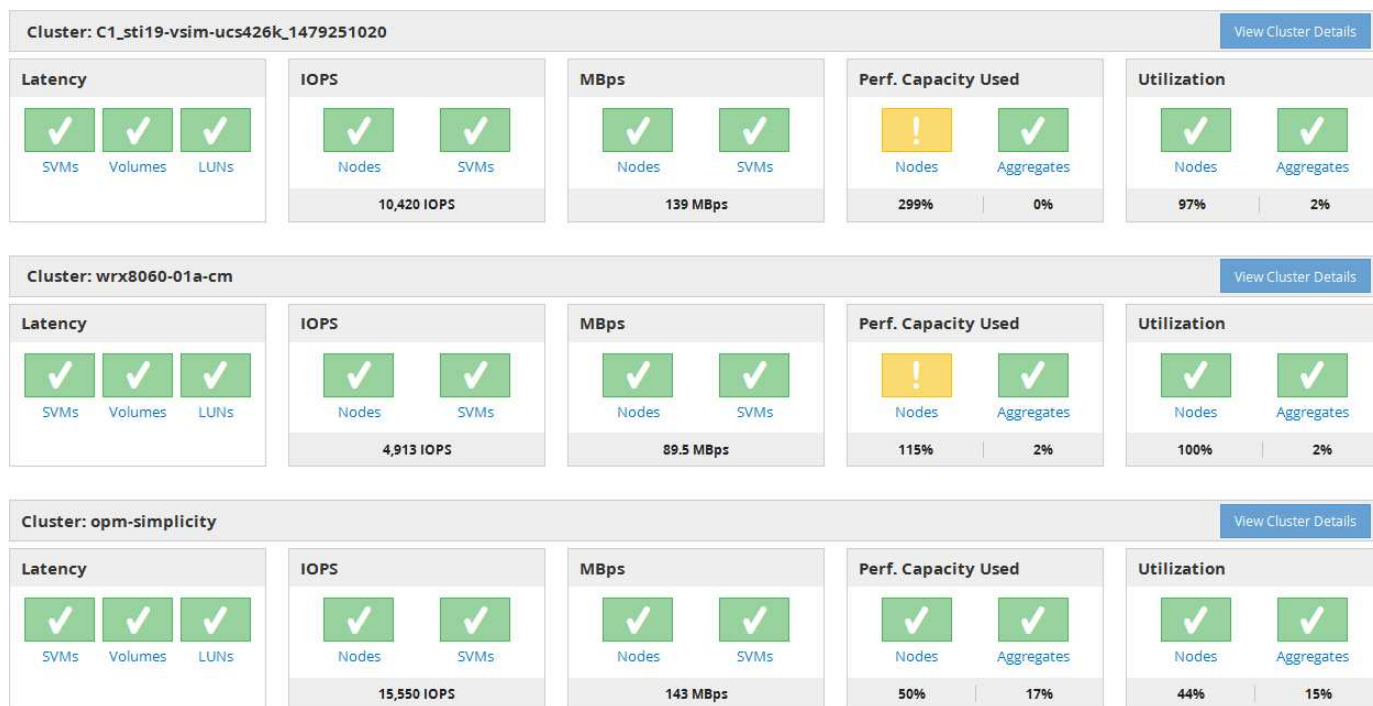 Cluster: C1_sti19-vsim-ucs426k_1479251020 View Cluster Details
Latency IOPS MBps Perf. Capacity Used Utilization
! 
SVMs Volumes LUNs Nodes SVMs Nodes SVMs Nodes Aggregates Nodes Aggregates
10,420 IOPS 139 MBps 299% 0% 97% 2%
Cluster: wrx8060-01a-cm View Cluster Details
Latency IOPS MBps Perf. Capacity Used Utilization
!
SVMs Volumes LUNs Nodes SVMs Nodes SVMs Nodes Aggregates Nodes Aggregates
4,913 IOPS 89.5 MBps 115% 2% 100% 2%
Cluster: opm-simplicity View Cluster Details
Latency IOPS MBps Perf. Capacity Used Utilization
SVMs Volumes LUNs Nodes SVMs Nodes SVMs Nodes Aggregates Nodes Aggregates
15,550 IOPS 143 MBps 50% 17% 44% 15%